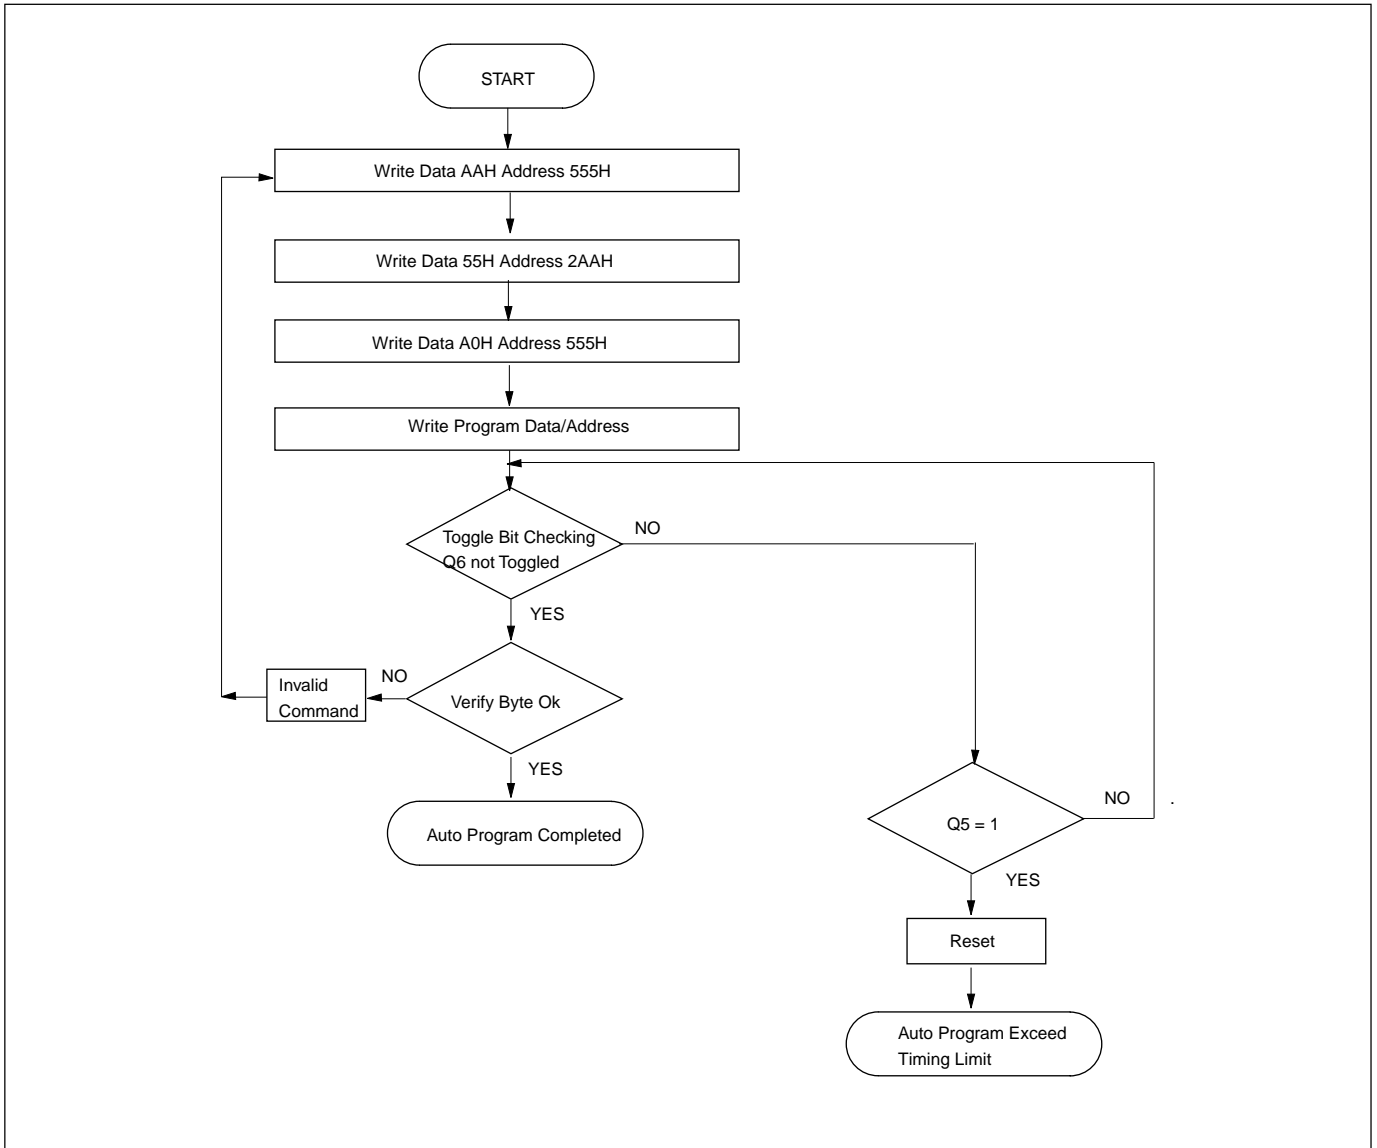 START
Write Data AAH Address 555H
Write Data 55H Address 2AAH
Write Data A0H Address 555H
Write Program Data/Address
Toggle Bit Checking
Q6 not Toggled
NO
YES
Invalid
Command
NO
Verify Byte Ok
YES
Auto Program Completed
Q5 = 1
NO
.
YES
Reset
Auto Program Exceed
Timing Limit